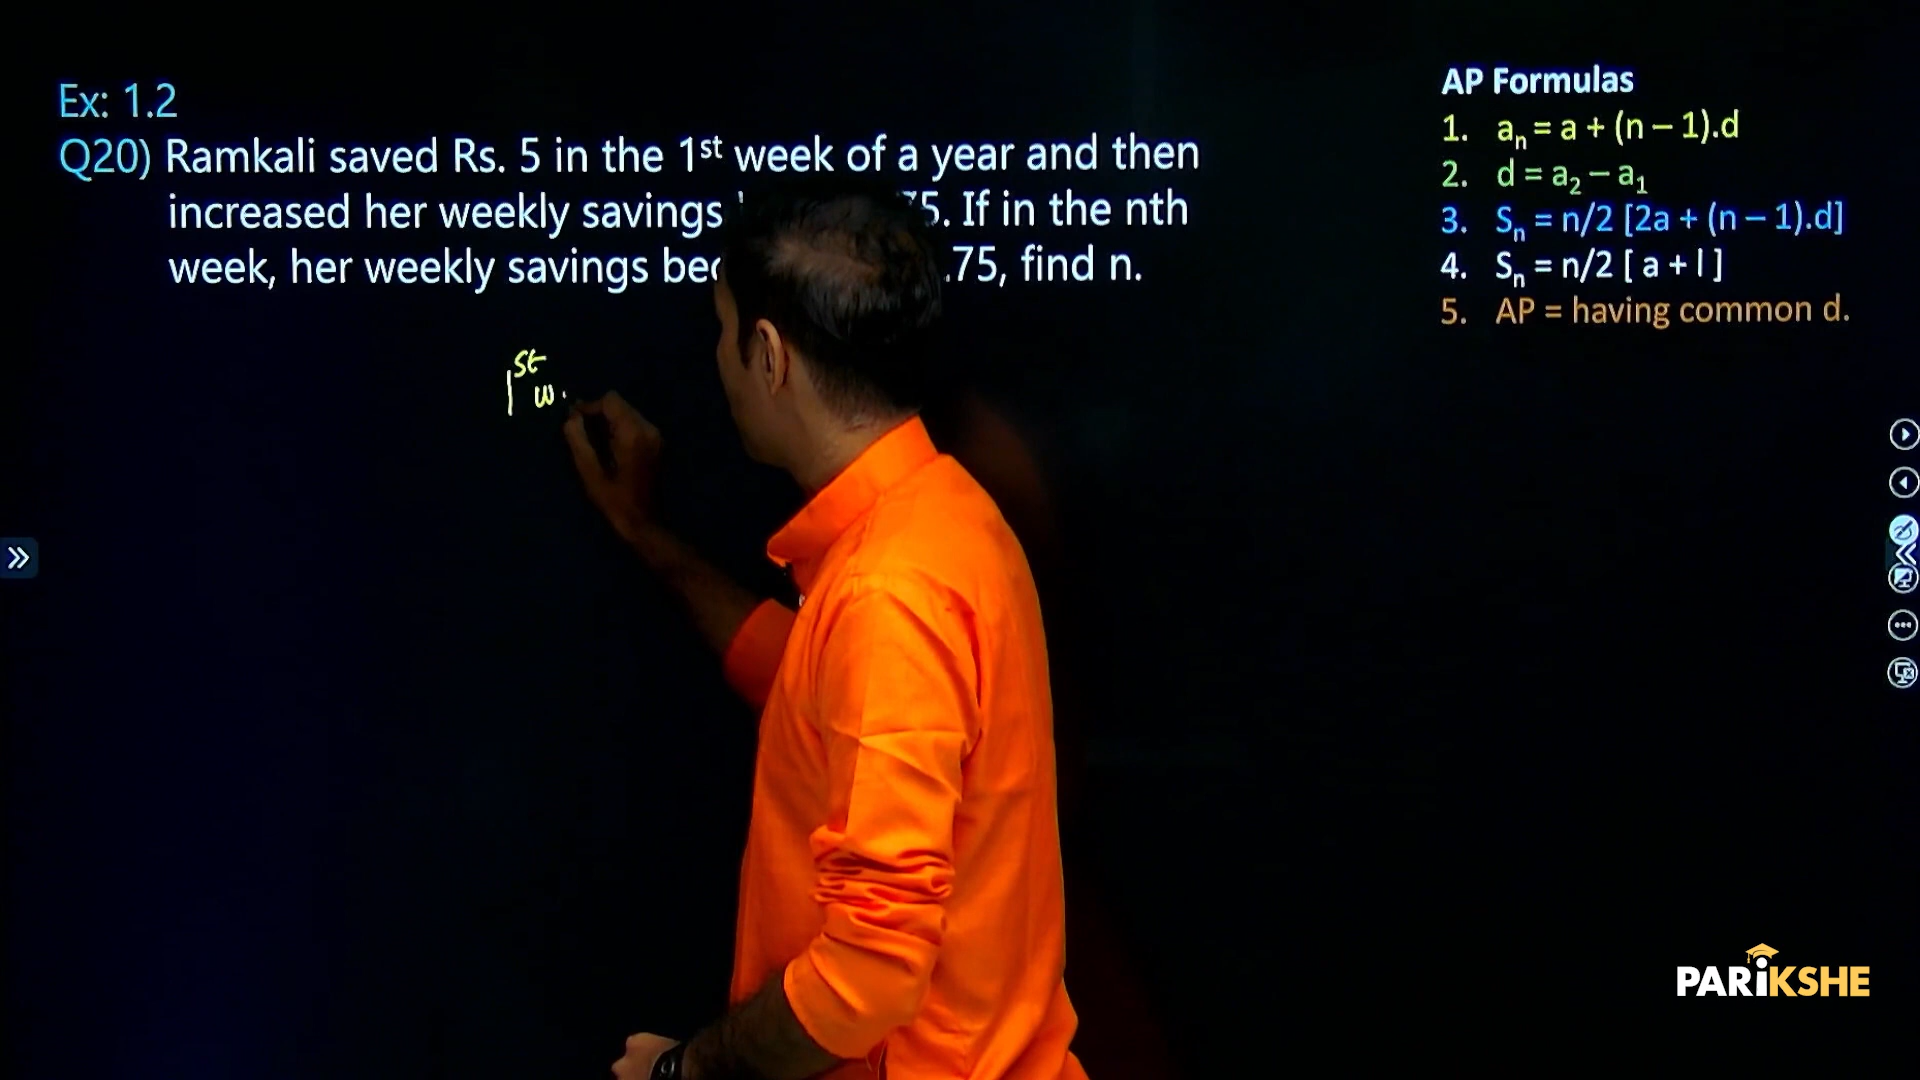 Ex: 1.2
Q20) Ramkali saved Rs. 5 in the 1st week of a year and then
increased her weekly savings 5. If in the nth
week, her weekly savings .75, find n.
1st w.
AP Formulas
1. an = a + (n – 1).d
2. d = a2 – a1
3. Sn = n/2 [2a + (n – 1).d]
4. Sn = n/2 [ a + l ]
5. AP = having common d.
PARiKSHE